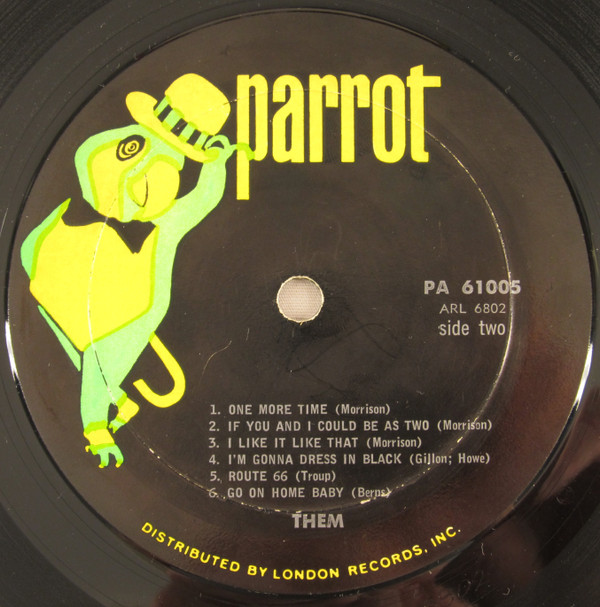 parrot
PA 61005
ARL 6802
side two
1. ONE MORE TIME (Morrison)
2. IF YOU AND I COULD BE AS TWO (Morrison)
3. I LIKE IT LIKE THAT (Morrison)
4. I'M GONNA DRESS IN BLACK (Gillon; Howe)
5. ROUTE 66 (Troup)
6. GO ON HOME BABY (Berns)
THEM
DISTRIBUTED BY LONDON RECORDS, INC.